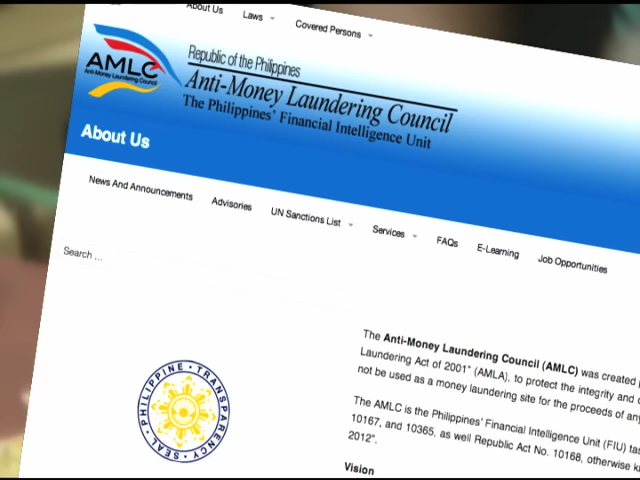 About Us Laws Covered Persons
AMLC
Anti-Money Laundering Council
Republic of the Philippines
Anti-Money Laundering Council
The Philippines' Financial Intelligence Unit
About Us
News And Announcements Advisories UN Sanctions List Services FAQs E-Learning Job Opportunities
Search ...
PHILIPPINE • TRANSPARENCY SEAL
The Anti-Money Laundering Council (AMLC) was created
Laundering Act of 2001" (AMLA), to protect the integrity and
not be used as a money laundering site for the proceeds of any
The AMLC is the Philippines' Financial Intelligence Unit (FIU)
10167, and 10365, as well Republic Act No. 10168, otherwise
2012".
Vision